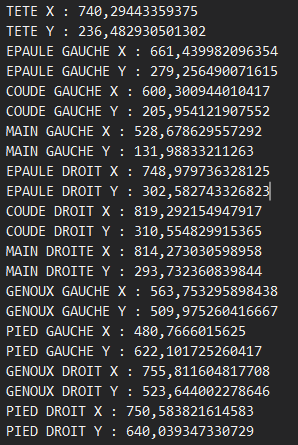 TETE X : 740,29443359375
TETE Y : 236,482930501302
EPAULE GAUCHE X : 661,439982096354
EPAULE GAUCHE Y : 279,256490071615
COUDE GAUCHE X : 600,300944010417
COUDE GAUCHE Y : 205,954121907552
MAIN GAUCHE X : 528,678629557292
MAIN GAUCHE Y : 131,98833211263
EPAULE DROIT X : 748,979736328125
EPAULE DROIT Y : 302,582743326823
COUDE DROIT X : 819,292154947917
COUDE DROIT Y : 310,554829915365
MAIN DROITE X : 814,273030598958
MAIN DROITE Y : 293,732360839844
GENOUX GAUCHE X : 563,753295898438
GENOUX GAUCHE Y : 509,975260416667
PIED GAUCHE X : 480,7666015625
PIED GAUCHE Y : 622,101725260417
GENOUX DROIT X : 755,811604817708
GENOUX DROIT Y : 523,644002278646
PIED DROIT X : 750,583821614583
PIED DROIT Y : 640,039347330729